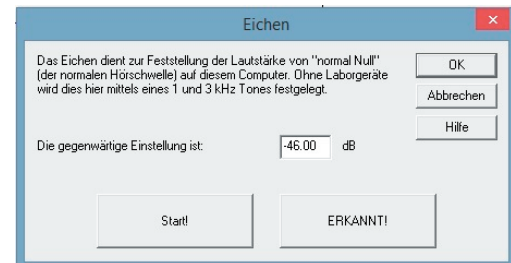 Eichen
Das Eichen dient zur Feststellung der Lautstärke von "normal Null"
(der normalen Hörschwelle) auf diesem Computer. Ohne Laborgeräte
wird dies hier mittels eines 1 und 3 kHz Tones festgelegt.
OK
Abbrechen
Hilfe
Die gegenwärtige Einstellung ist: -46.00 dB
Start! ERKANNT!